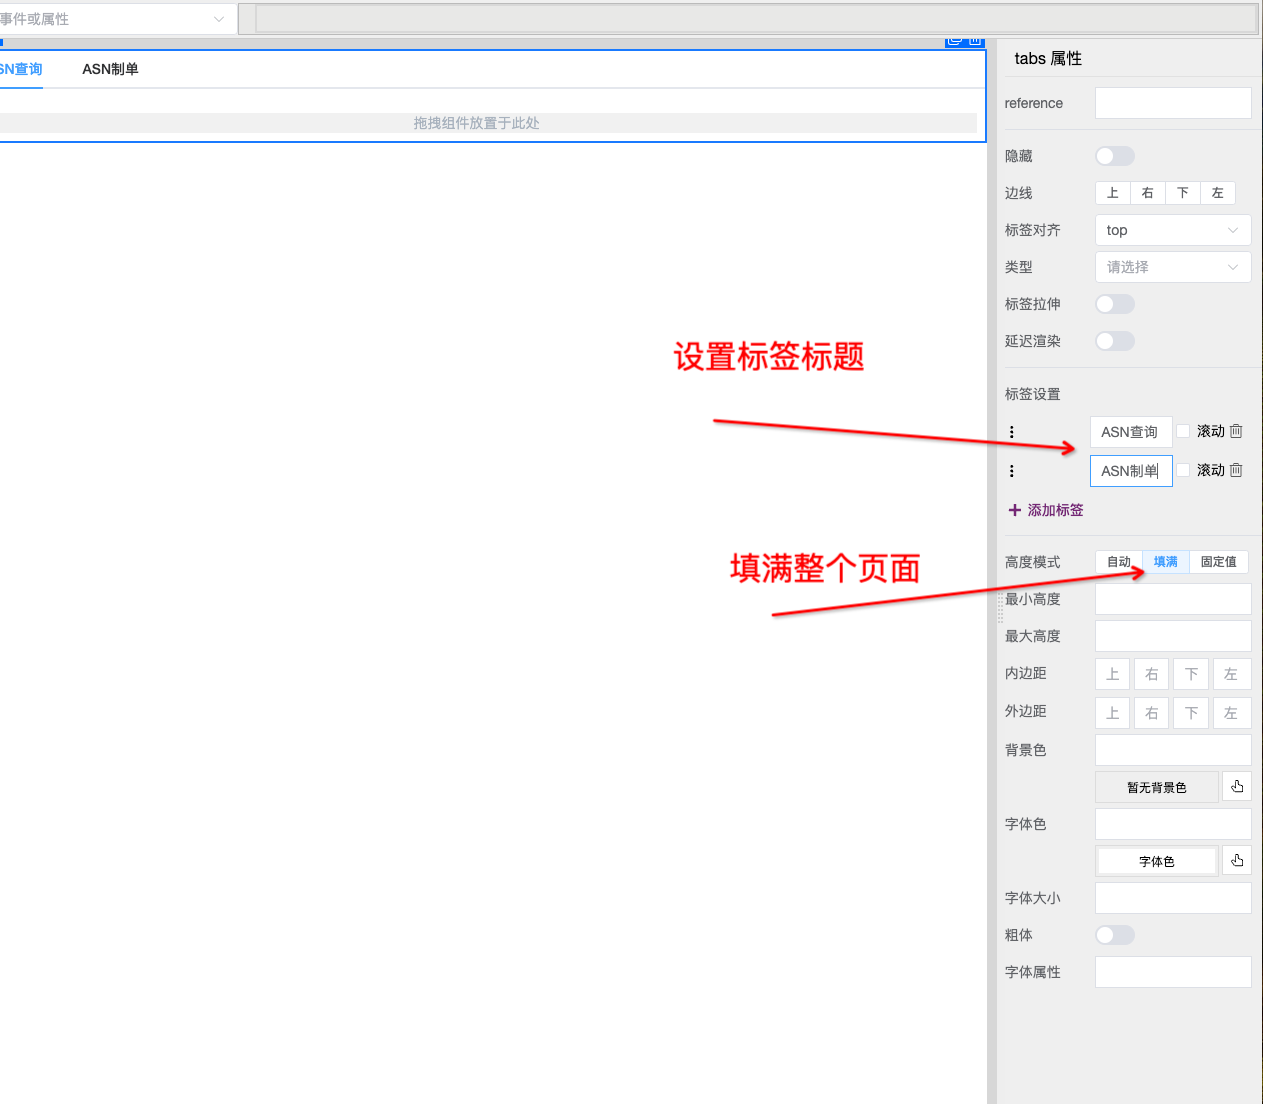 事件或属性
SN查询 ASN制单
拖拽组件放置于此处
tabs 属性
reference
隐藏
边线 上 右 下 左
标签对齐 top
类型 请选择
标签拉伸
延迟渲染
设置标签标题
标签设置
ASN查询 滚动
ASN制单 滚动
+ 添加标签
填满整个页面
高度模式 自动 填满 固定值
最小高度
最大高度
内边距 上 右 下 左
外边距 上 右 下 左
背景色
暂无背景色
字体色
字体色
字体大小
粗体
字体属性